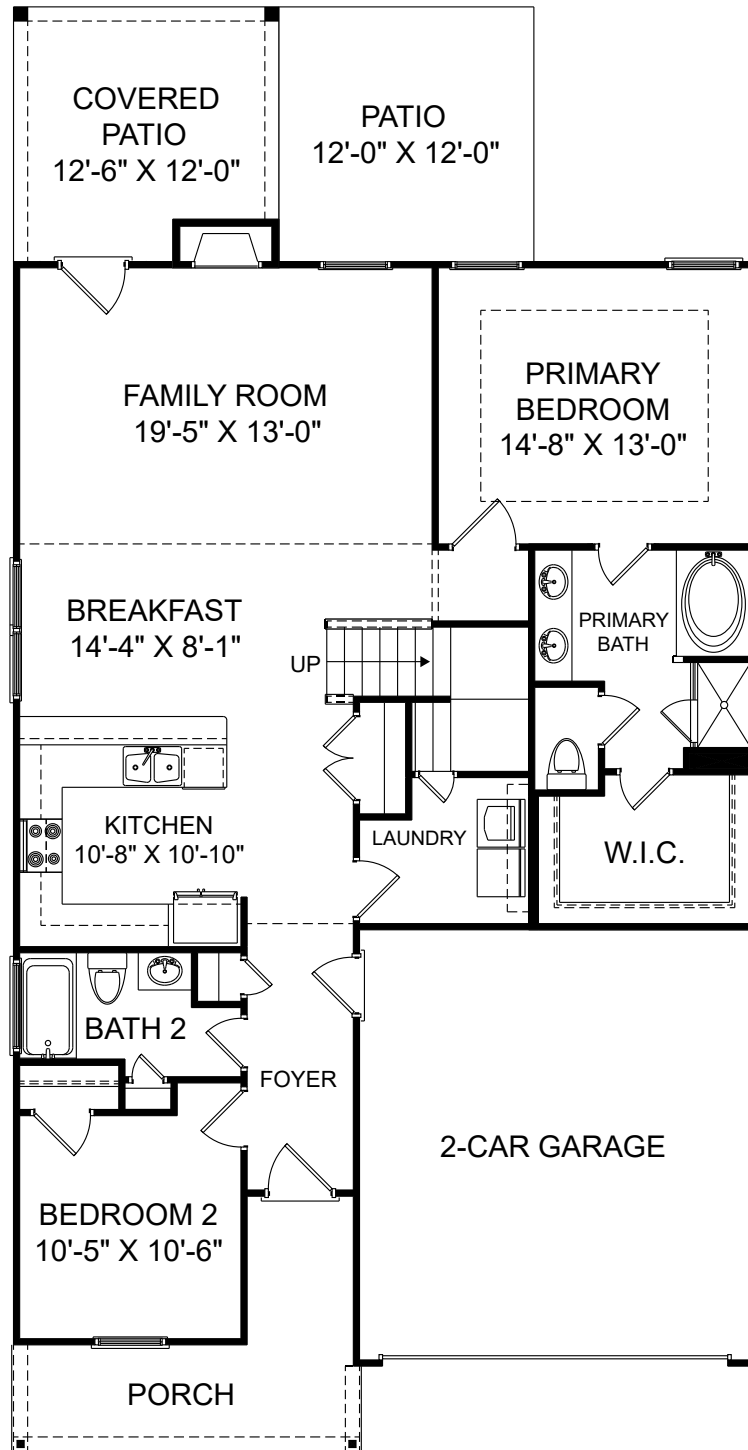 COVERED
PATIO
12'-6" X 12'-0"
PATIO
12'-0" X 12'-0"
FAMILY ROOM
19'-5" X 13'-0"
PRIMARY
BEDROOM
14'-8" X 13'-0"
BREAKFAST
14'-4" X 8'-1"
UP
PRIMARY
BATH
KITCHEN
10'-8" X 10'-10"
LAUNDRY
W.I.C.
BATH 2
FOYER
2-CAR GARAGE
BEDROOM 2
10'-5" X 10'-6"
PORCH